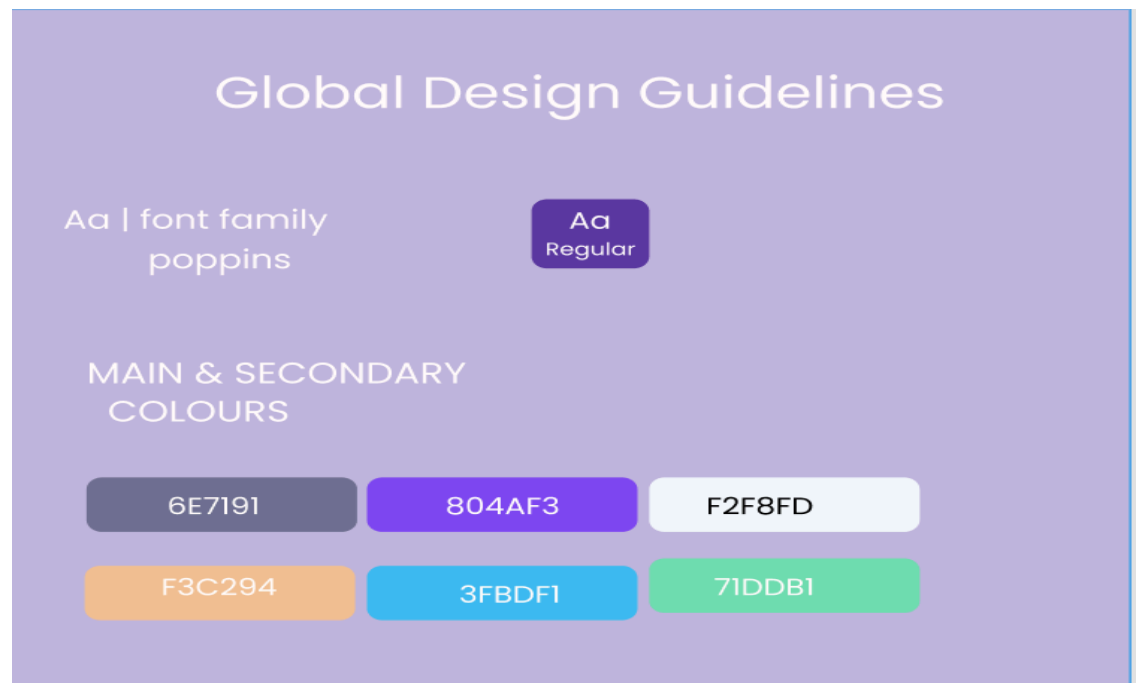 Global Design Guidelines
Aa | font family
poppins
Aa
Regular
MAIN & SECONDARY
COLOURS
6E7191
804AF3
F2F8FD
F3C294
3FBDF1
71DDB1